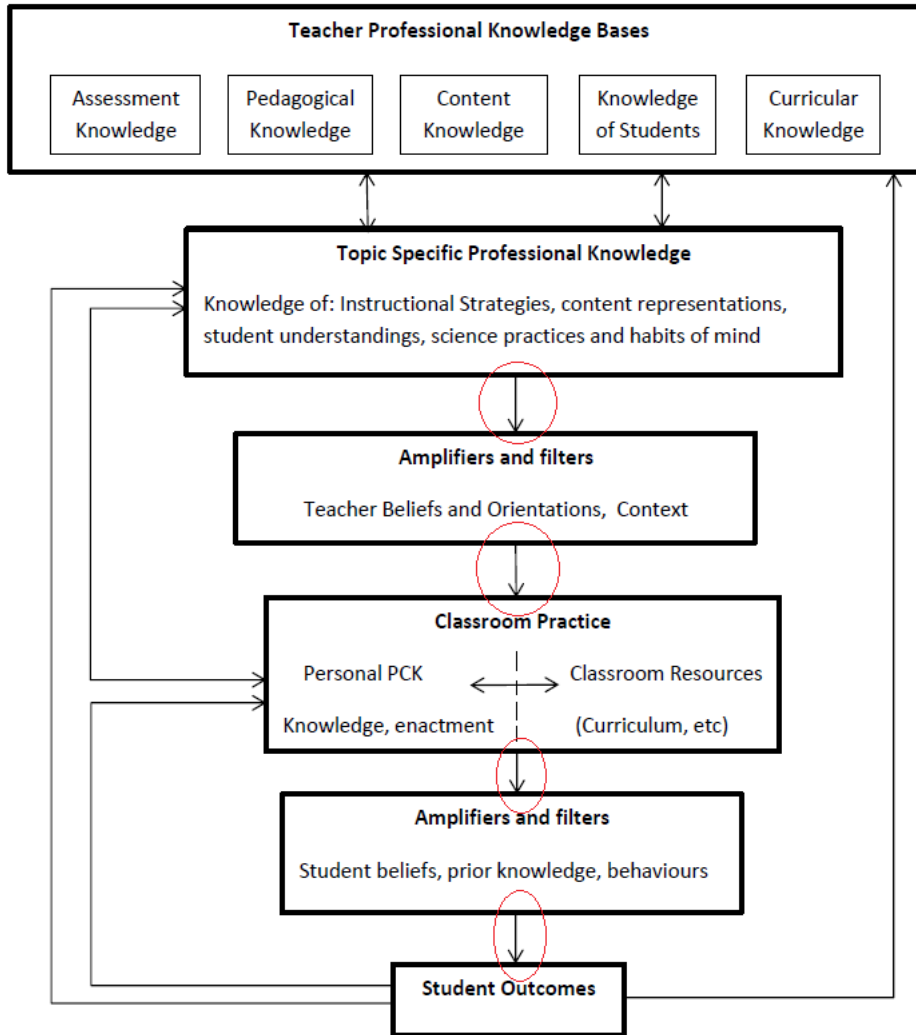 Teacher Professional Knowledge Bases
Assessment Knowledge
Pedagogical Knowledge
Content Knowledge
Knowledge of Students
Curricular Knowledge
Topic Specific Professional Knowledge
Knowledge of: Instructional Strategies, content representations,
student understandings, science practices and habits of mind
Amplifiers and filters
Teacher Beliefs and Orientations, Context
Classroom Practice
Personal PCK
Knowledge, enactment
Classroom Resources
(Curriculum, etc)
Amplifiers and filters
Student beliefs, prior knowledge, behaviours
Student Outcomes